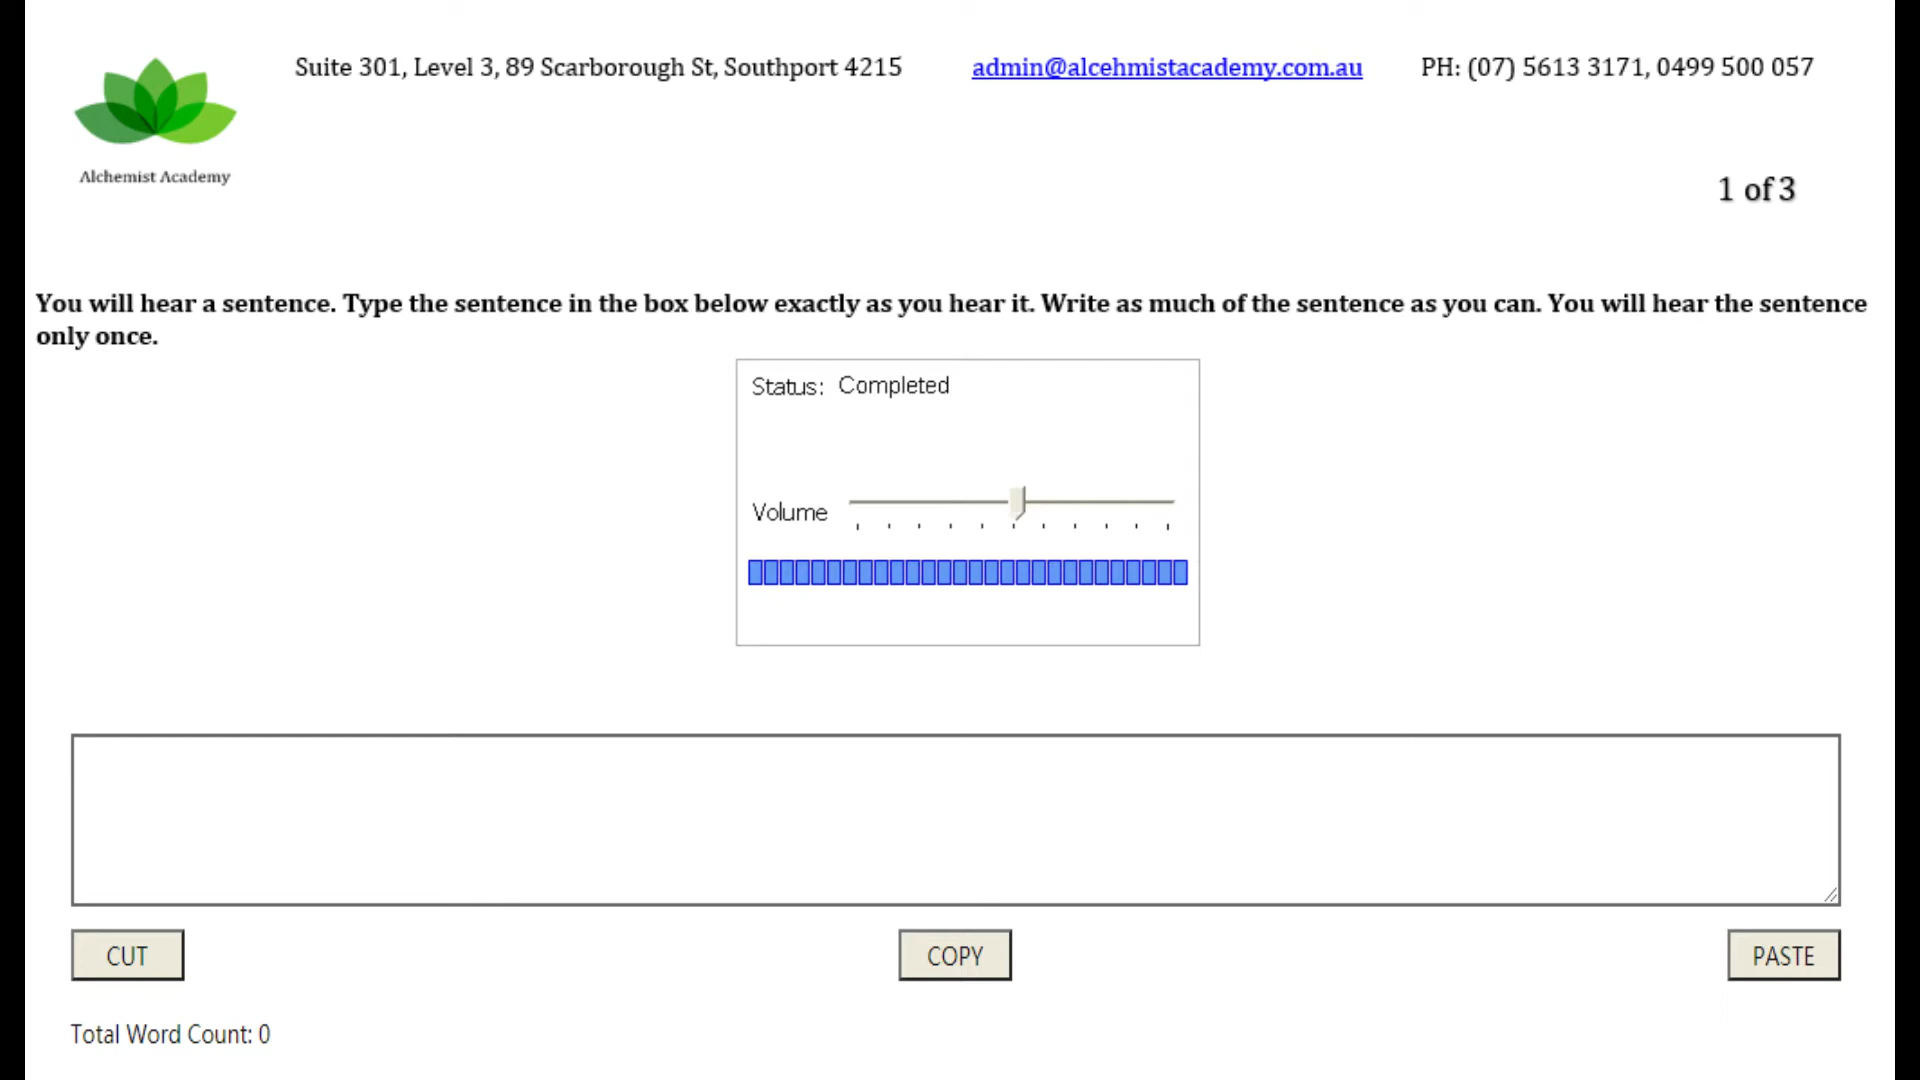 Suite 301, Level 3, 89 Scarborough St, Southport 4215 admin@alcehmistacademy.com.au PH: (07) 5613 3171, 0499 500 057
Alchemist Academy
1 of 3
You will hear a sentence. Type the sentence in the box below exactly as you hear it. Write as much of the sentence as you can. You will hear the sentence
only once.
Status: Completed
Volume
CUT COPY PASTE
Total Word Count: 0